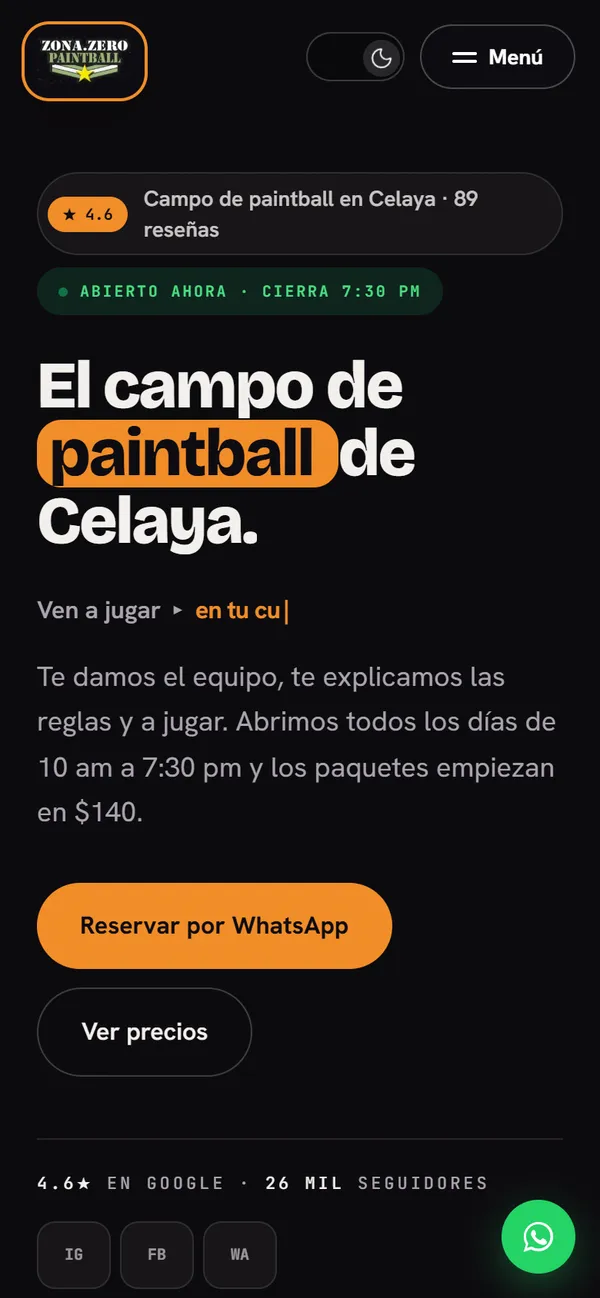 ZONA.ZERO
PAINTBALL
Menú
★ 4.6
Campo de paintball en Celaya · 89
reseñas
ABIERTO AHORA · CIERRA 7:30 PM
El campo de
paintball de
Celaya.
Ven a jugar ▸ en tu cu|
Te damos el equipo, te explicamos las
reglas y a jugar. Abrimos todos los días de
10 am a 7:30 pm y los paquetes empiezan
en $140.
Reservar por WhatsApp
Ver precios
4.6★ EN GOOGLE · 26 MIL SEGUIDORES
IG FB WA